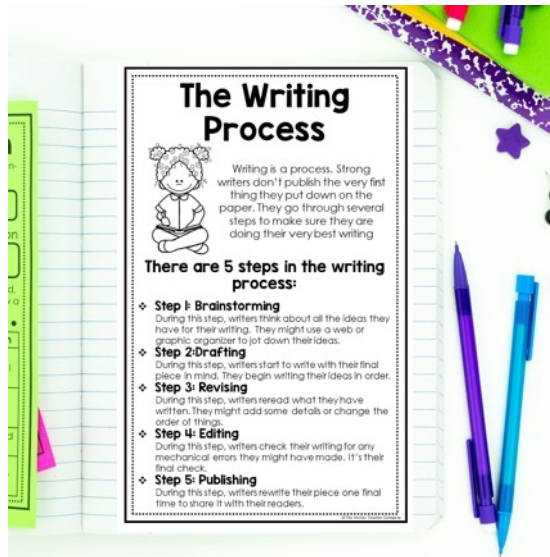 The Writing
Process
Writing is a process. Strong
writers don't publish the very first
thing they put down on the
paper. They go through several
steps to make sure they are
doing their very best writing
There are 5 steps in the writing
process:
❖ Step 1: Brainstorming
During this step, writers think about all the ideas they
have for their writing. They might use a web or
graphic organizer to jot down their ideas.
❖ Step 2:Drafting
During this step, writers start to write with their final
piece in mind. They begin writing their ideas in order.
❖ Step 3: Revising
During this step, writers reread what they have
written. They might add some details or change the
order of things.
❖ Step 4: Editing
During this step, writers check their writing for any
mechanical errors they might have made. It's their
final check.
❖ Step 5: Publishing
During this step, writers rewrite their piece one final
time to share it with their readers.